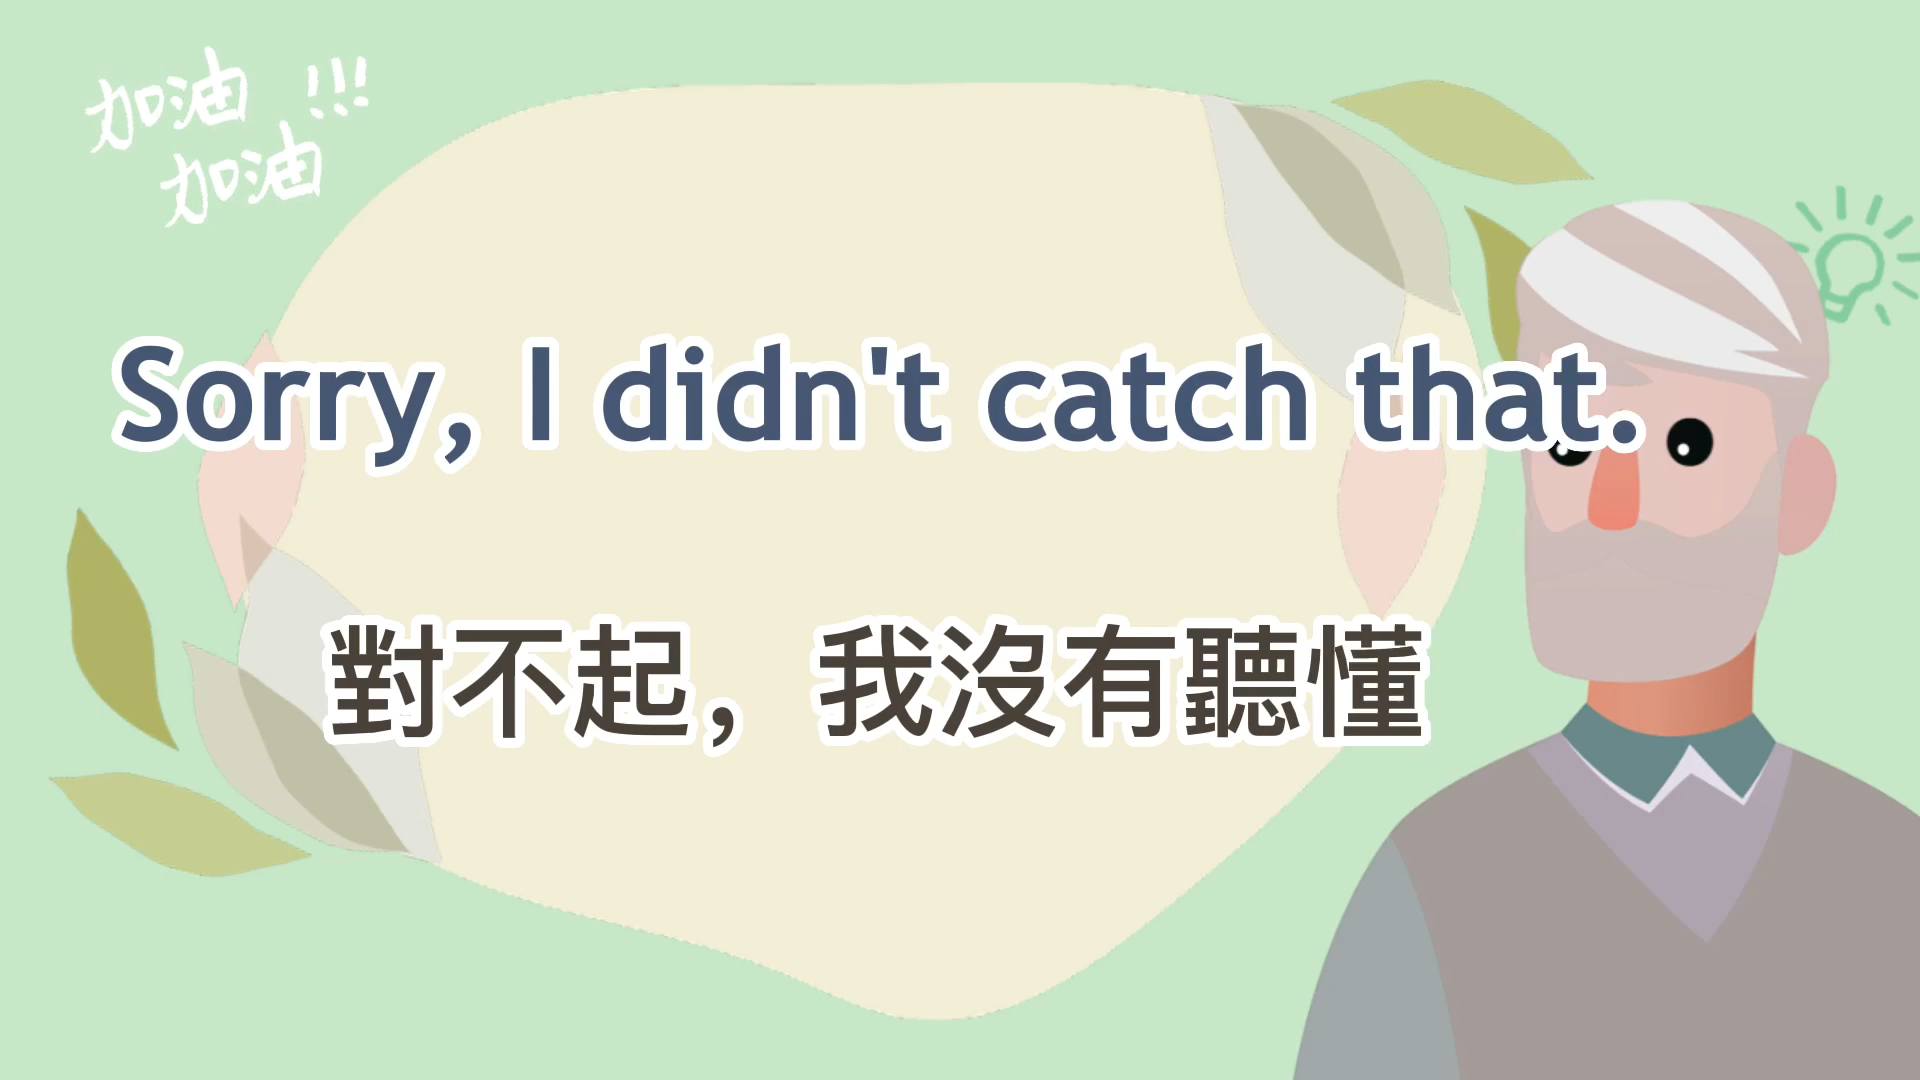 加油 !!!
加油
Sorry, I didn't catch that.
對不起，我沒有聽懂